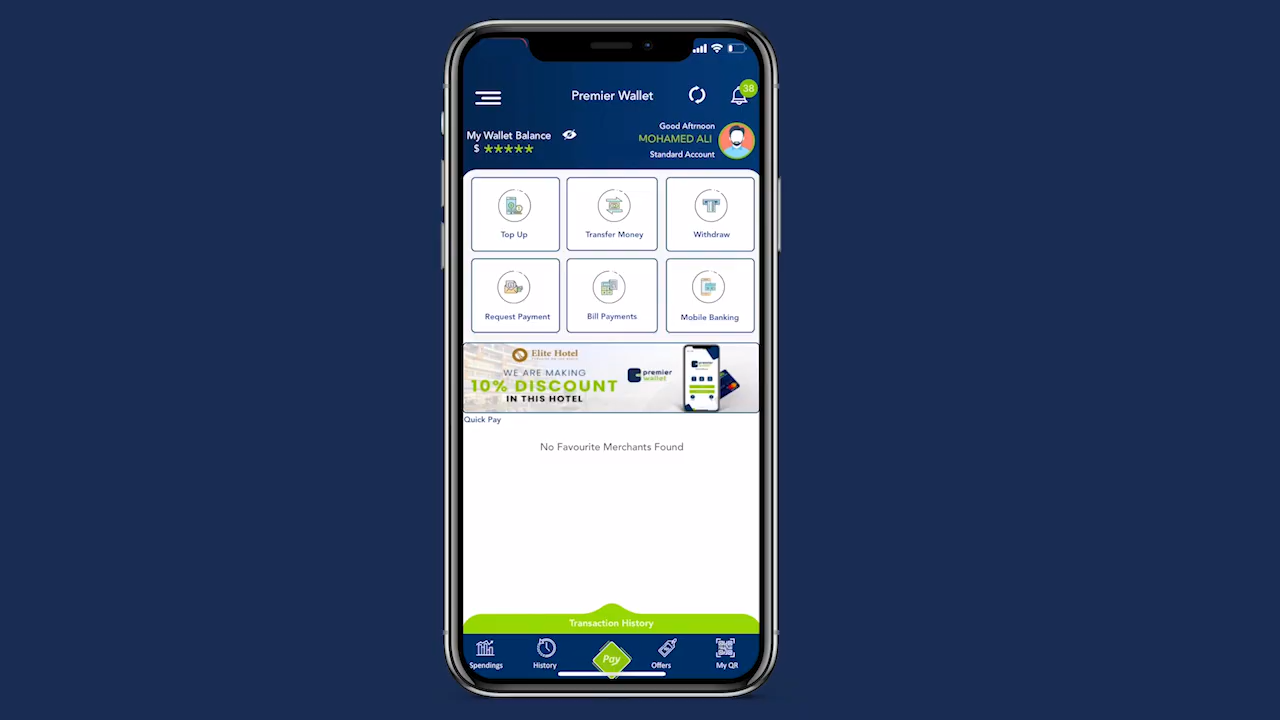 Premier Wallet
38
My Wallet Balance
$ *****
Good Aftrnoon
MOHAMED ALI
Standard Account
Top Up
Transfer Money
Withdraw
Request Payment
Bill Payments
Mobile Banking
Elite Hotel
WE ARE MAKING
10% DISCOUNT
IN THIS HOTEL
premier
wallet
Quick Pay
No Favourite Merchants Found
Transaction History
Spendings
History
Pay
Offers
My QR